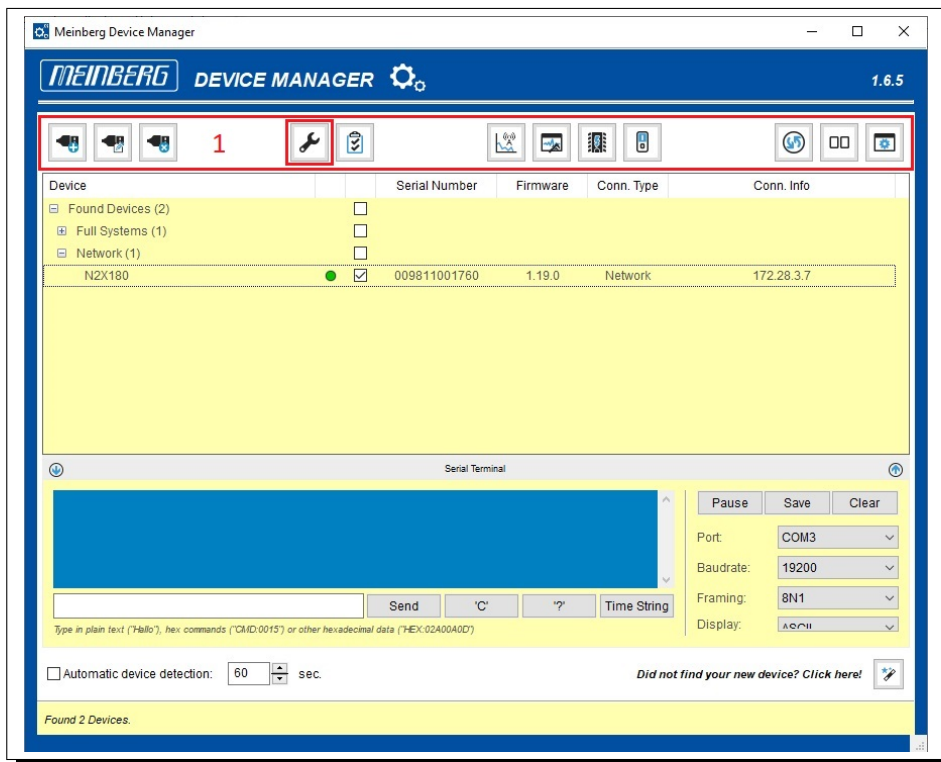 Meinberg Device Manager
MEINBERG DEVICE MANAGER 1.6.5
1
Device Serial Number Firmware Conn. Type Conn. Info
Found Devices (2)
Full Systems (1)
Network (1)
N2X180 009811001760 1.19.0 Network 172.28.3.7
Serial Terminal
Pause Save Clear
Port: COM3
Baudrate: 19200
Framing: 8N1
Display: ASCII
Send 'C' '?' Time String
Type in plain text ("Hallo"), hex commands ("CMD:0015") or other hexadecimal data ("HEX:02A00A0D")
Automatic device detection: 60 sec.
Did not find your new device? Click here!
Found 2 Devices.